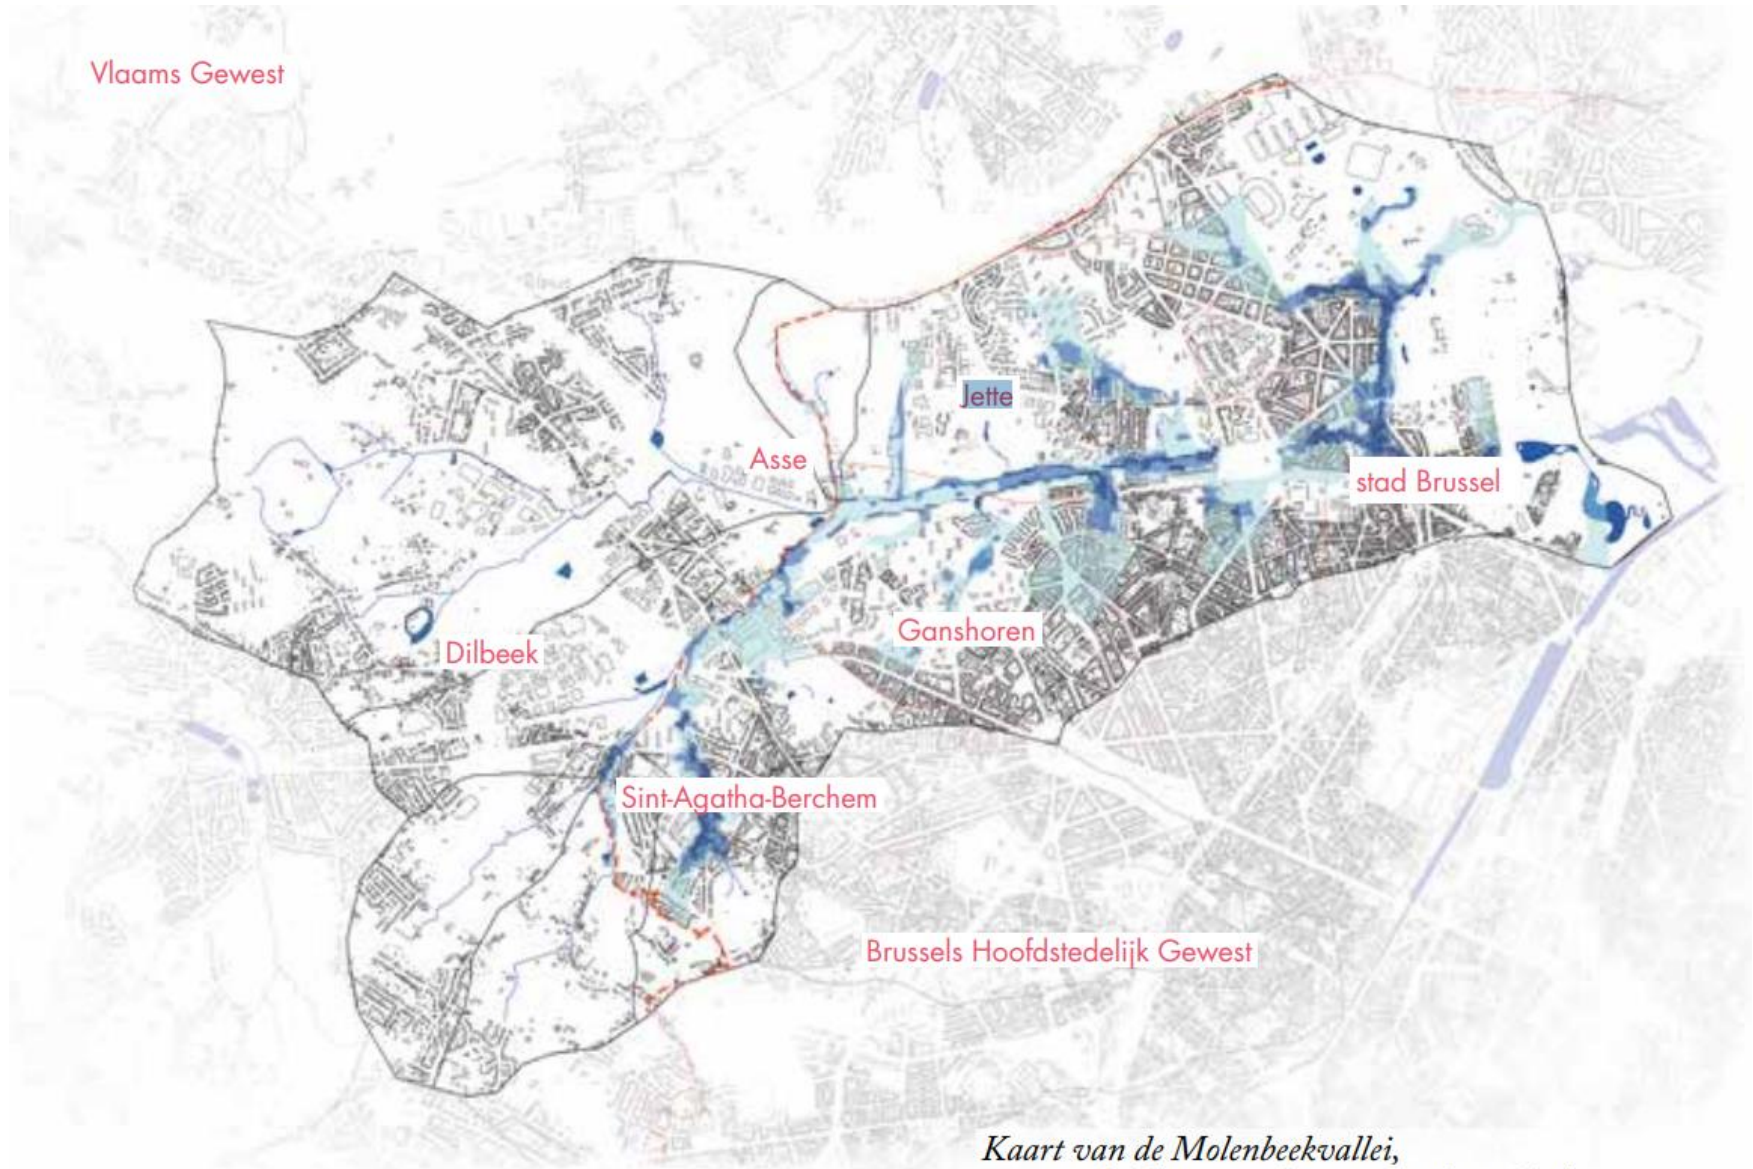 Vlaams Gewest
Jette
Asse
stad Brussel
Ganshoren
Dilbeek
Sint-Agatha-Berchem
Brussels Hoofdstedelijk Gewest
Kaart van de Molenbeekvallei,